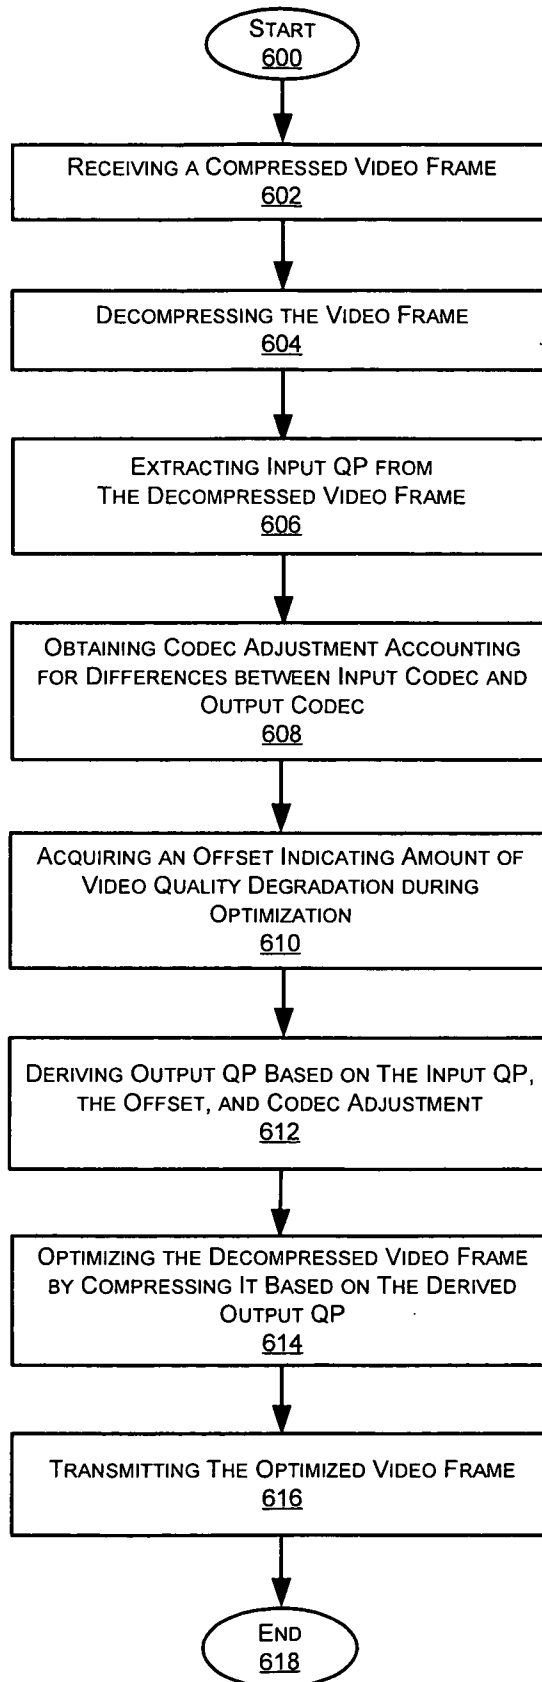 START
600
RECEIVING A COMPRESSED VIDEO FRAME
602
DECOMPRESSING THE VIDEO FRAME
604
EXTRACTING INPUT QP FROM
THE DECOMPRESSED VIDEO FRAME
606
OBTAINING CODEC ADJUSTMENT ACCOUNTING
FOR DIFFERENCES BETWEEN INPUT CODEC AND
OUTPUT CODEC
608
ACQUIRING AN OFFSET INDICATING AMOUNT OF
VIDEO QUALITY DEGRADATION DURING
OPTIMIZATION
610
DERIVING OUTPUT QP BASED ON THE INPUT QP,
THE OFFSET, AND CODEC ADJUSTMENT
612
OPTIMIZING THE DECOMPRESSED VIDEO FRAME
BY COMPRESSING IT BASED ON THE DERIVED
OUTPUT QP
614
TRANSMITTING THE OPTIMIZED VIDEO FRAME
616
END
618